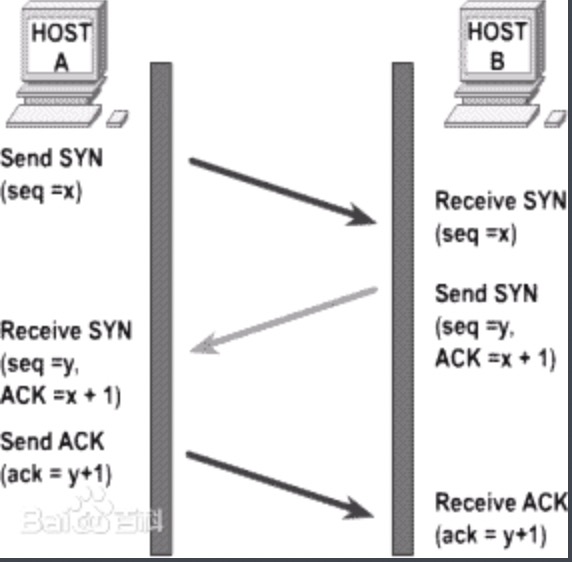 HOST
A
HOST
B
Send SYN
(seq =x)
Receive SYN
(seq =x)
Send SYN
(seq =y,
ACK =x + 1)
Receive SYN
(seq =y,
ACK =x + 1)
Send ACK
(ack = y+1)
Receive ACK
(ack = y+1)
Baidu百科